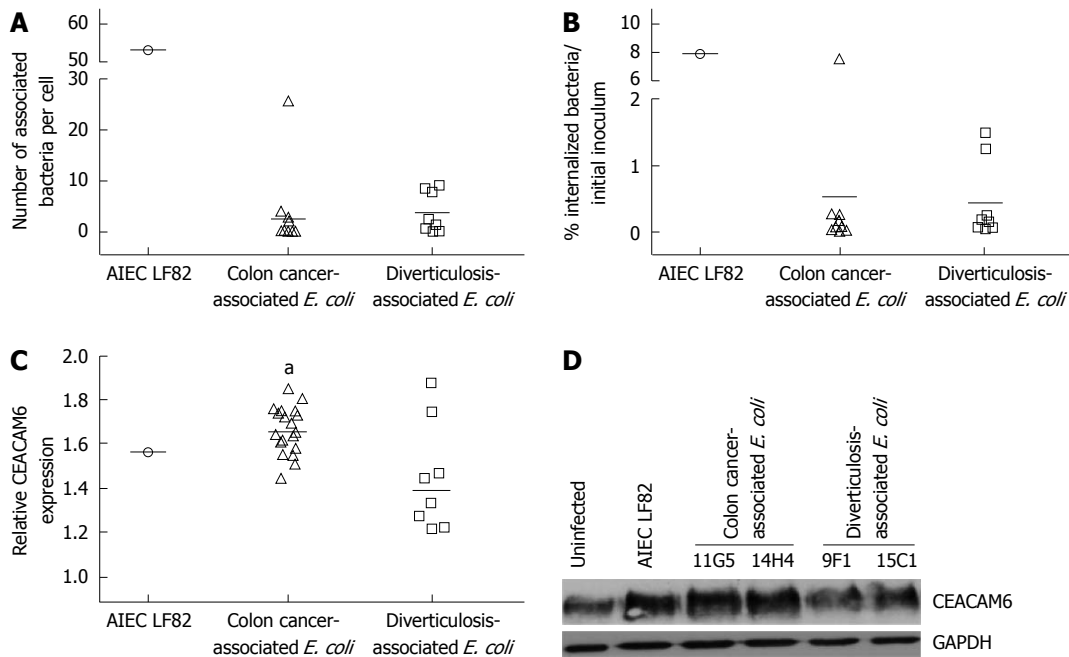 A
Number of associated
bacteria per cell
60
50
30
20
10
0
AIEC LF82
Colon cancer-
associated E. coli
Diverticulosis-
associated E. coli
B
% internalized bacteria/
initial inoculum
10
8
6
2
1
0
AIEC LF82
Colon cancer-
associated E. coli
Diverticulosis-
associated E. coli
C
Relative CEACAM6
expression
2.0
1.8
1.6
1.4
1.2
1.0
a
AIEC LF82
Colon cancer-
associated E. coli
Diverticulosis-
associated E. coli
D
Uninfected
AIEC LF82
Colon cancer-
associated E. coli
Diverticulosis-
associated E. coli
11G5 14H4 9F1 15C1
CEACAM6
GAPDH